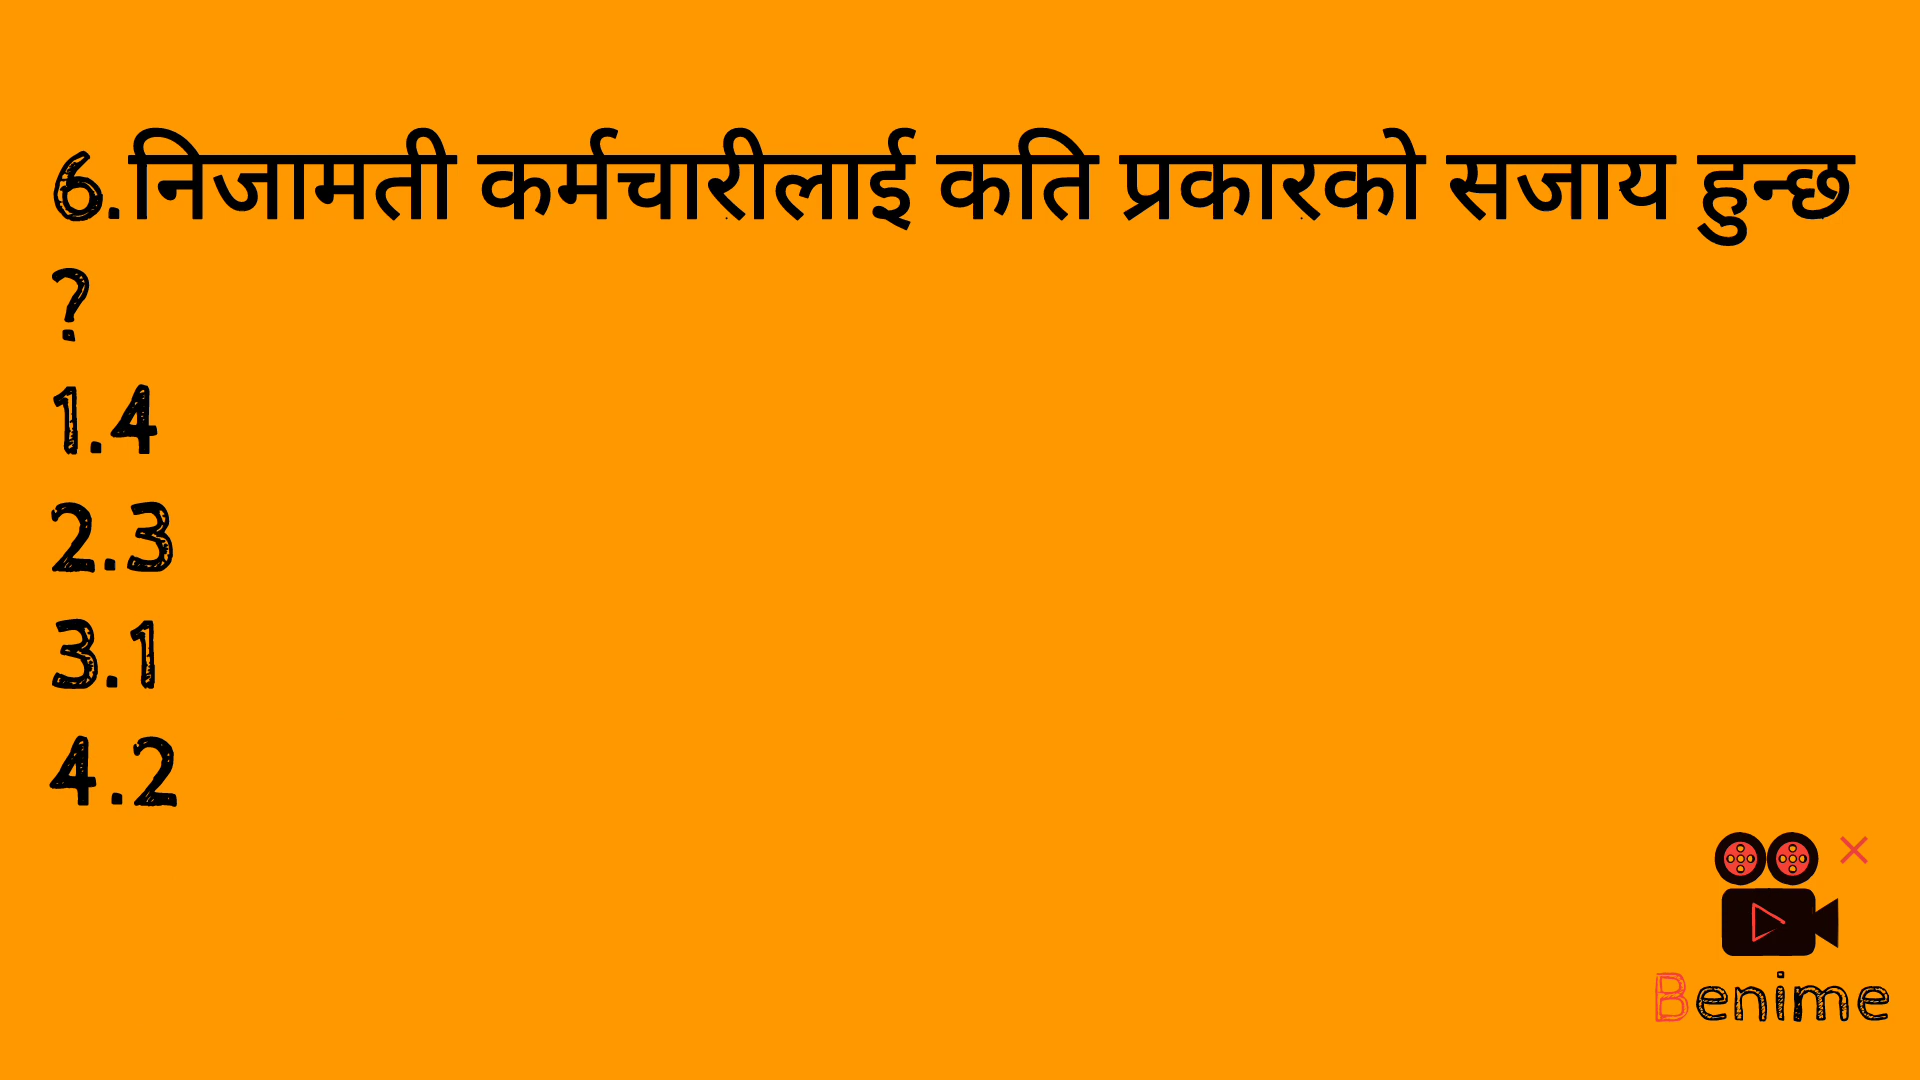 6.निजामती कर्मचारीलाई कति प्रकारको सजाय हुन्छ
?
1.4
2.3
3.1
4.2
Benime